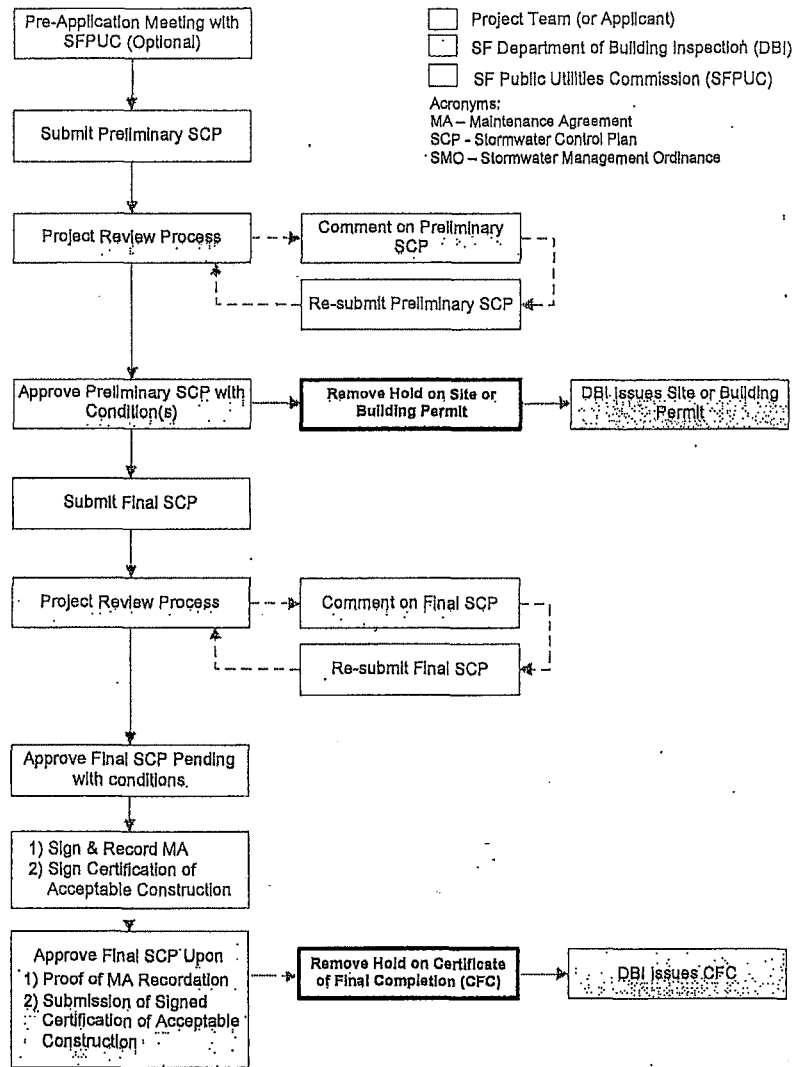 Pre-Application Meeting with
SFPUC (Optional)
Project Team (or Applicant)
SF Department of Building Inspection (DBI)
SF Public Utilities Commission (SFPUC)
Acronyms:
MA – Maintenance Agreement
SCP - Stormwater Control Plan
SMO – Stormwater Management Ordinance
Submit Preliminary SCP
Project Review Process
Comment on Preliminary
SCP
Re-submit Preliminary SCP
Approve Preliminary SCP with
Condition(s)
Remove Hold on Site or
Building Permit
DBI Issues Site or Building
Permit
Submit Final SCP
Project Review Process
Comment on Final SCP
Re-submit Final SCP
Approve Final SCP Pending
with conditions.
1) Sign & Record MA
2) Sign Certification of
Acceptable Construction
Approve Final SCP Upon
1) Proof of MA Recordation
2) Submission of Signed
Certification of Acceptable
Construction
Remove Hold on Certificate
of Final Completion (CFC)
DBI Issues CFC